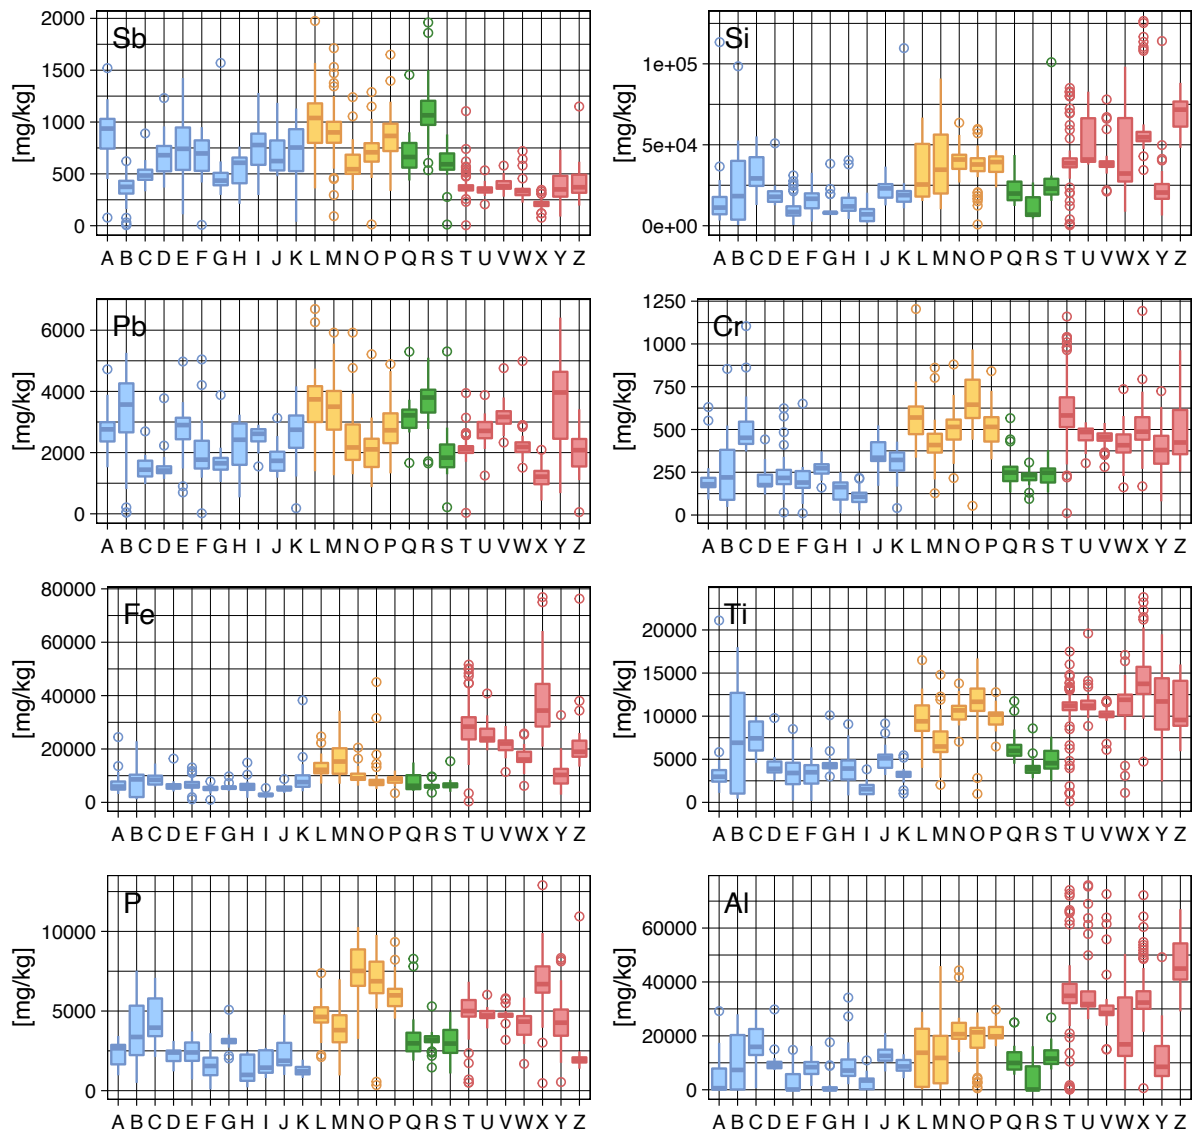 Sb
[mg/kg]
2000
1500
1000
500
0
A B C D E F G H I J K L M N O P Q R S T U V W X Y Z
Si
[mg/kg]
1e+05
5e+04
0e+00
A B C D E F G H I J K L M N O P Q R S T U V W X Y Z
Pb
[mg/kg]
6000
4000
2000
0
A B C D E F G H I J K L M N O P Q R S T U V W X Y Z
Cr
[mg/kg]
1250
1000
750
500
250
0
A B C D E F G H I J K L M N O P Q R S T U V W X Y Z
Fe
[mg/kg]
80000
60000
40000
20000
0
A B C D E F G H I J K L M N O P Q R S T U V W X Y Z
Ti
[mg/kg]
20000
15000
10000
5000
0
A B C D E F G H I J K L M N O P Q R S T U V W X Y Z
P
[mg/kg]
10000
5000
0
A B C D E F G H I J K L M N O P Q R S T U V W X Y Z
Al
[mg/kg]
60000
40000
20000
0
A B C D E F G H I J K L M N O P Q R S T U V W X Y Z